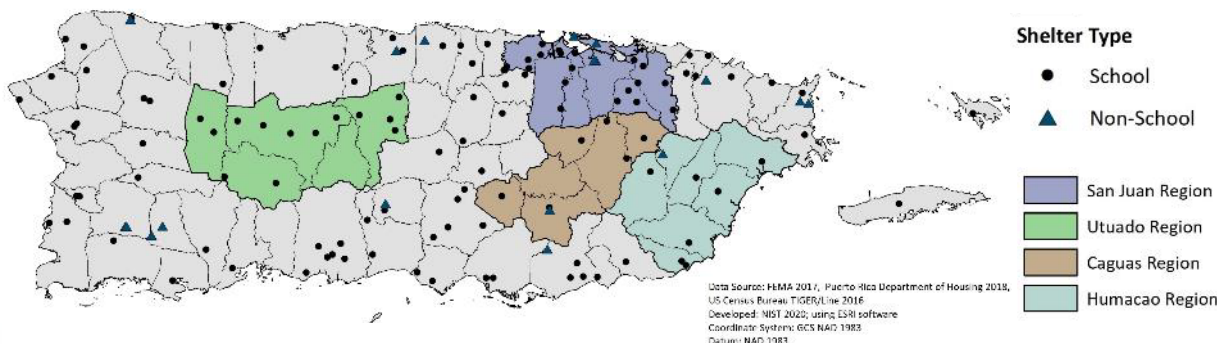 Shelter Type
School
Non-School
San Juan Region
Utuado Region
Caguas Region
Humacao Region
Data Source: FEMA 2017, Puerto Rico Department of Housing 2018,
US Census Bureau TIGER/Line 2016
Developed: NIST 2020; using ESRI software
Coordinate System: GCS NAD 1983
Datum: NAD 1983